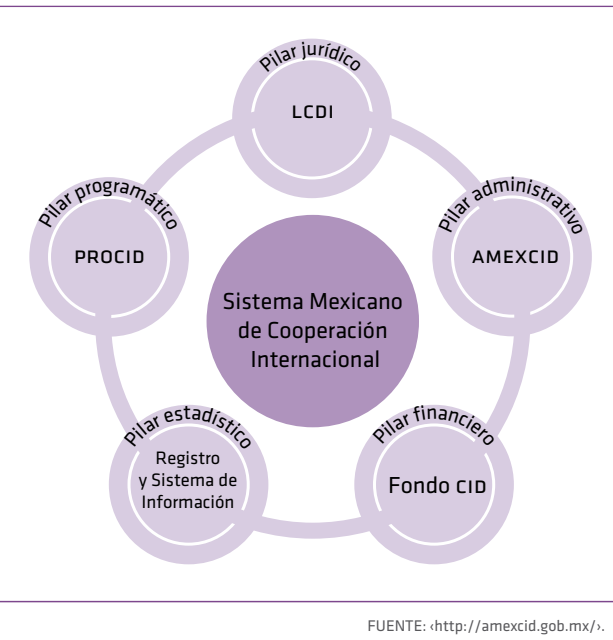 Pilar jurídico
LCDI
Pilar programático
PROCID
Pilar administrativo
AMEXCID
Sistema Mexicano
de Cooperación
Internacional
Pilar estadístico
Registro
y Sistema de
Información
Pilar financiero
Fondo CID
FUENTE: ‹http://amexcid.gob.mx/›.